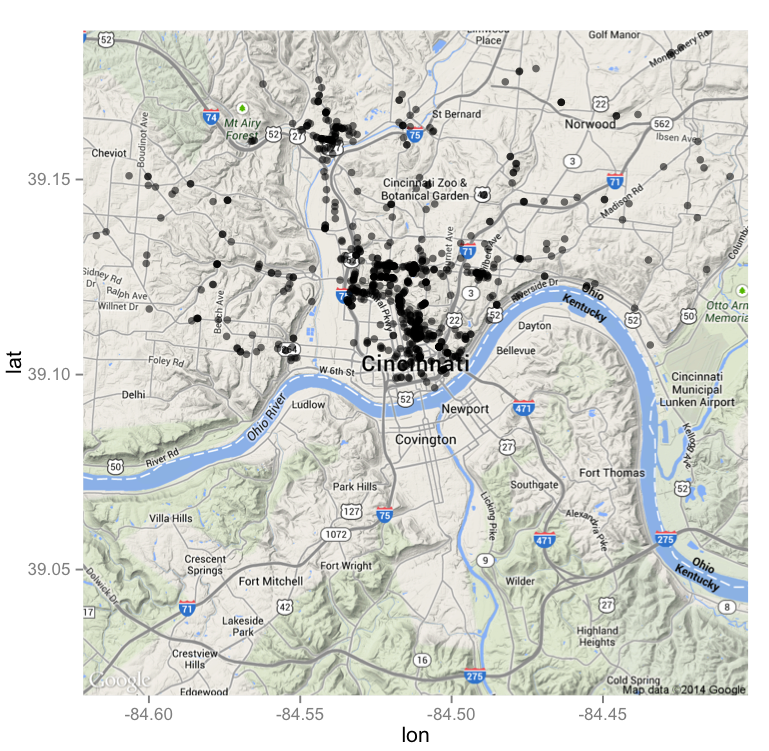 52
Elmwood Place
Golf Manor
Montgomery Rd
74
Mt Airy Forest
52
27
St Bernard
75
22
Norwood
562
Ibsen Ave
Boudinot Ave
Cheviot
3
39.15
Cincinnati Zoo &
Botanical Garden
71
Madison Rd
71
Sidney Rd
Dr
Ralph Ave
Willnet Dr
Beech Ave
3
22
52
Riverside Dr
Ohio
Kentucky
52
50
Dayton
Foley Rd
264
W 6th St
Cincinnati
Bellevue
lat
39.10
Delhi
52
Ludlow
Newport
471
Cincinnati
Municipal
Lunken Airport
Ohio River
Covington
27
Kellogg Ave
50
River Rd
Park Hills
Southgate
Fort Thomas
52
Villa Hills
127
75
Licking Pike
Alexandria Pike
1072
471
275
Crescent
Springs
Fort Wright
9
Ohio
Kentucky
39.05
Fort Mitchell
Wilder
Dolwick Dr
17
71
42
27
8
Lakeside
Park
Highland
Heights
Crestview
Hills
16
275
Cold Spring
Google
Edgewood
Map data ©2014 Google
-84.60
-84.55
-84.50
-84.45
lon